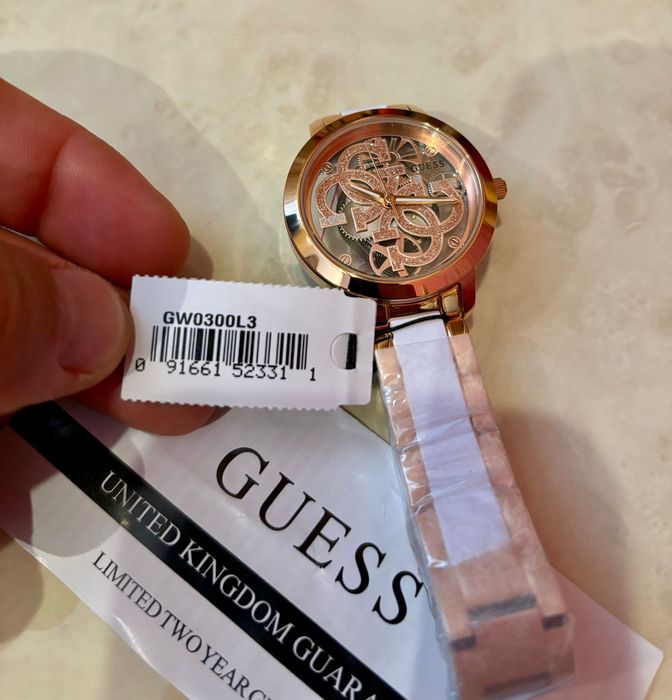 GUESS
GW0300L3
0 91661 52331 1
GUESS
UNITED KINGDOM GUARA
LIMITED TWO YEAR